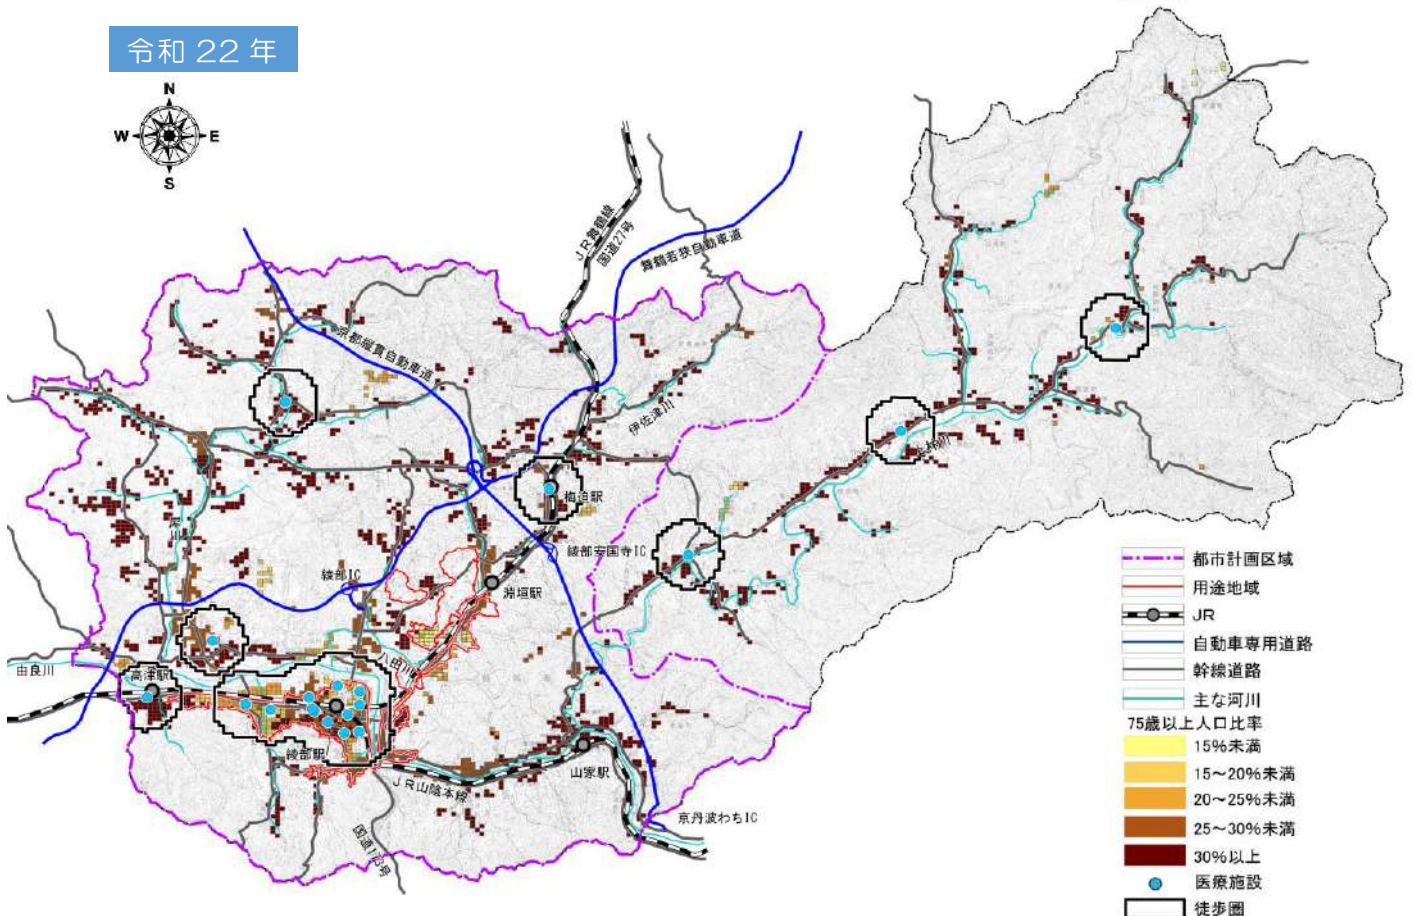 令和 22 年
N
W E
S
JR舞鶴線
国道27号
舞鶴若狭自動車道
京都縦貫自動車道
伊佐津川
梅迫駅
綾部安国寺IC
綾部IC
淵垣駅
八田川
由良川
高津駅
綾部駅
JR山陰本線
山家駅
国道173号
京丹波わちIC
都市計画区域
用途地域
JR
自動車専用道路
幹線道路
主な河川
75歳以上人口比率
15%未満
15~20%未満
20~25%未満
25~30%未満
30%以上
医療施設
徒歩圏